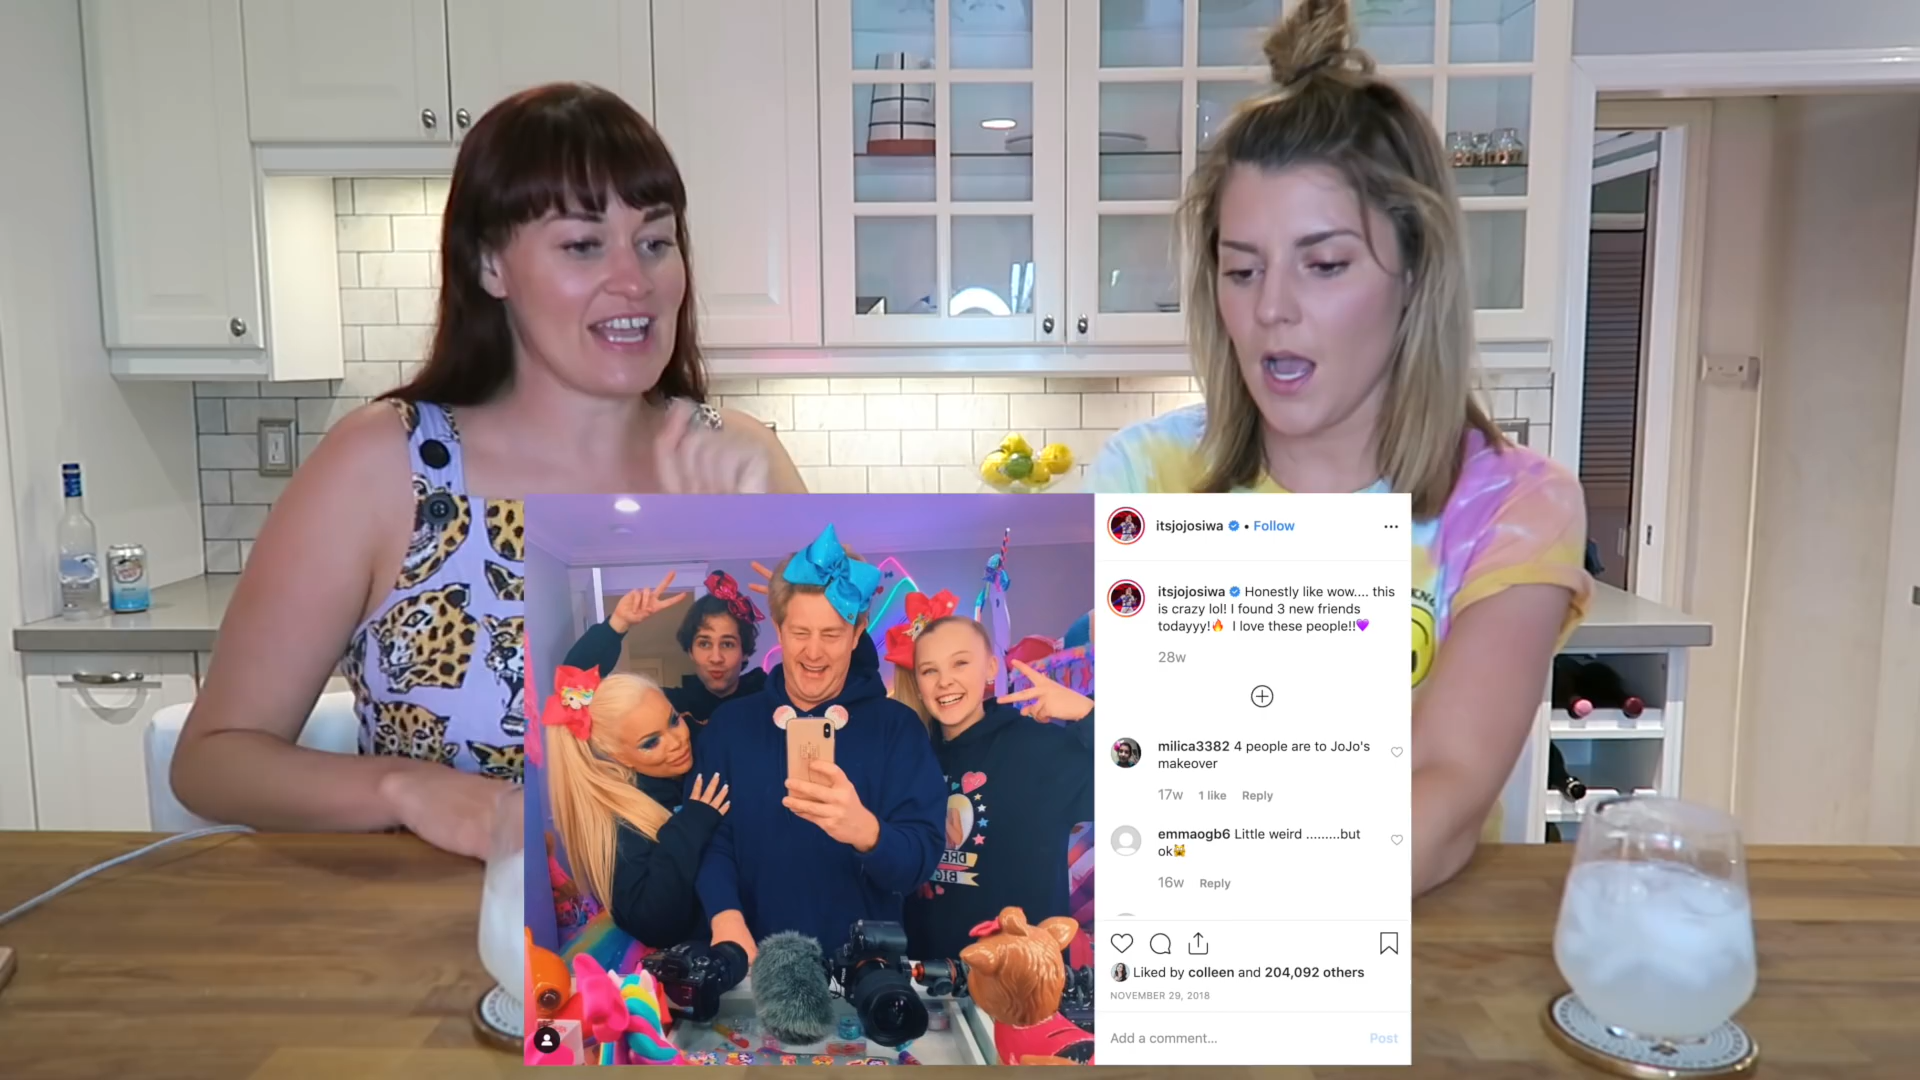 itsjojosiwa • Follow
itsjojosiwa Honestly like wow.... this
is crazy lol! I found 3 new friends
todayyy!🔥 I love these people!!💜
28w
milica3382 4 people are to JoJo's
makeover
17w 1 like Reply
emmaogb6 Little weird .........but
ok😹
16w Reply
Liked by colleen and 204,092 others
NOVEMBER 29, 2018
Add a comment... Post